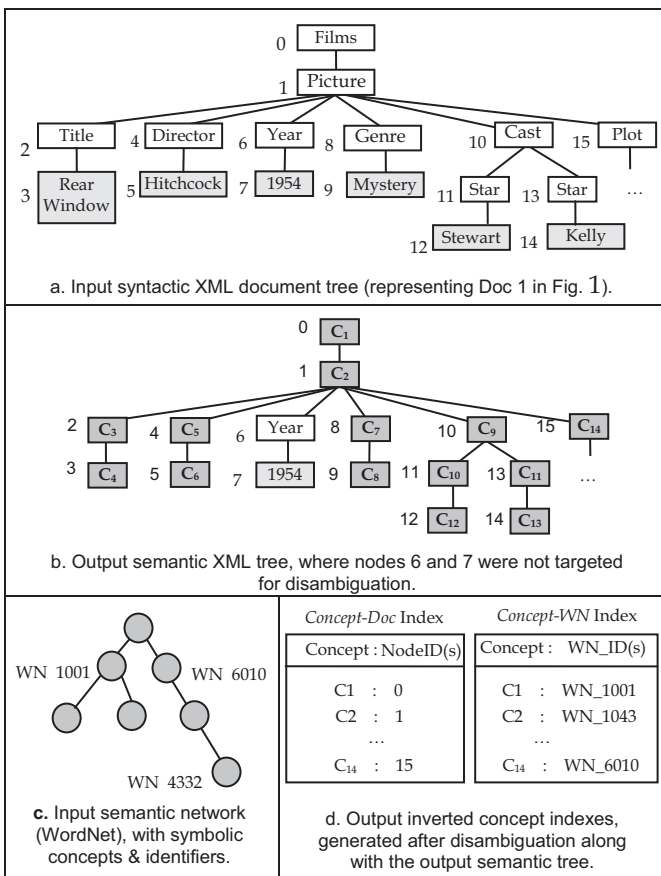 0 Films
1 Picture
2 Title 4 Director 6 Year 8 Genre 10 Cast 15 Plot
3 Rear Window 5 Hitchcock 7 1954 9 Mystery 11 Star 13 Star ...
12 Stewart 14 Kelly
a. Input syntactic XML document tree (representing Doc 1 in Fig. 1).
0 C₁
1 C₂
2 C₃ 4 C₅ 6 Year 8 C₇ 10 C₉ 15 C₁₄
3 C₄ 5 C₆ 7 1954 9 C₈ 11 C₁₀ 13 C₁₁ ...
12 C₁₂ 14 C₁₃
b. Output semantic XML tree, where nodes 6 and 7 were not targeted
for disambiguation.
WN 1001 WN 6010
WN 4332
c. Input semantic network
(WordNet), with symbolic
concepts & identifiers.
Concept-Doc Index
Concept : NodeID(s)
C1 : 0
C2 : 1
...
C₁₄ : 15
Concept-WN Index
Concept : WN_ID(s)
C1 : WN_1001
C2 : WN_1043
...
C₁₄ : WN_6010
d. Output inverted concept indexes,
generated after disambiguation along
with the output semantic tree.